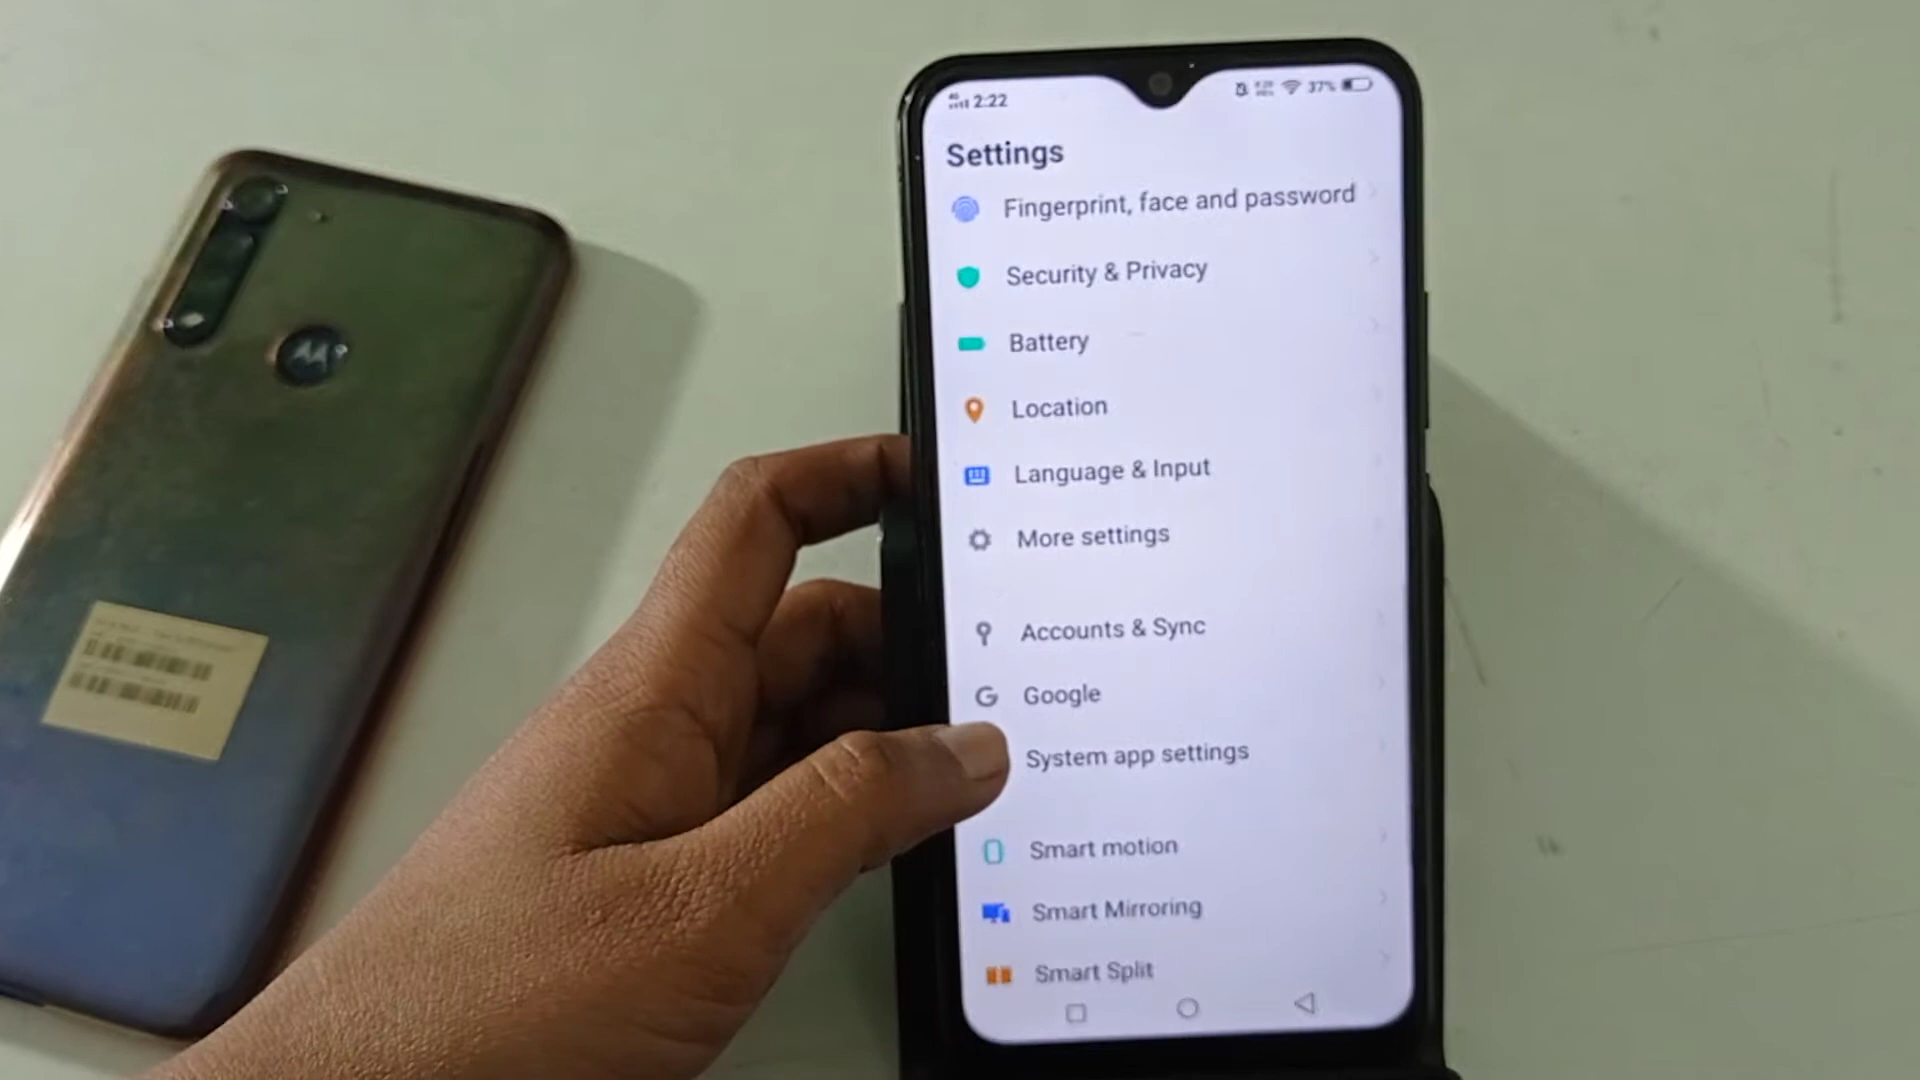 2:22
37%
Settings
Fingerprint, face and password
Security & Privacy
Battery
Location
Language & Input
More settings
Accounts & Sync
Google
System app settings
Smart motion
Smart Mirroring
Smart Split